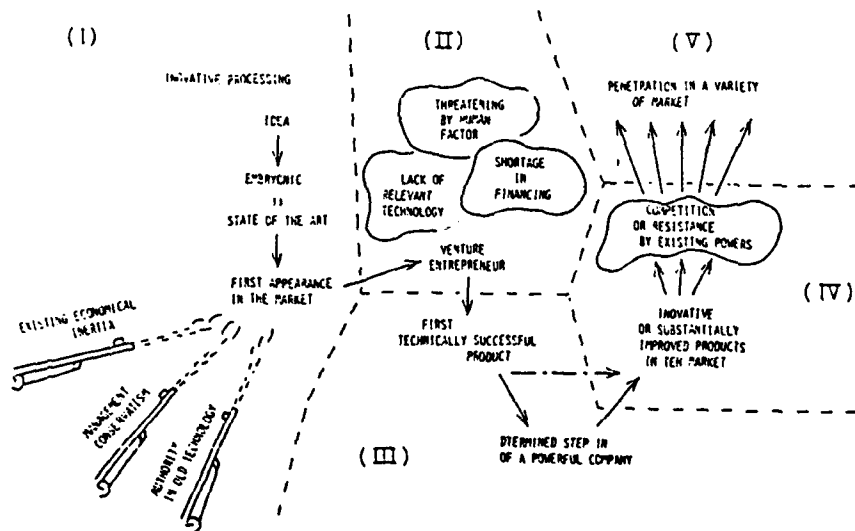 (I)
INOVATIVE PROCESSING
IDEA
EMBRYONIC
STATE OF THE ART
FIRST APPEARANCE
IN THE MARKET
EXISTING ECONOMICAL
INERTIA
MANAGEMENT
CONSERVATISM
AUTHORITY
IN OLD TECHNOLOGY
(II)
THREATENING
BY HUMAN
FACTOR
LACK OF
RELEVANT
TECHNOLOGY
SHORTAGE
IN
FINANCING
VENTURE
ENTREPRENEUR
FIRST
TECHNICALLY SUCCESSFUL
PRODUCT
(III)
DTERMINED STEP IN
OF A POWERFUL COMPANY
(V)
PENETRATION IN A VARIETY
OF MARKET
COMPETITION
OR RESISTANCE
BY EXISTING POWERS
(IV)
INOVATIVE
OR SUBSTANTIALLY
IMPROVED PRODUCTS
IN TEH MARKET